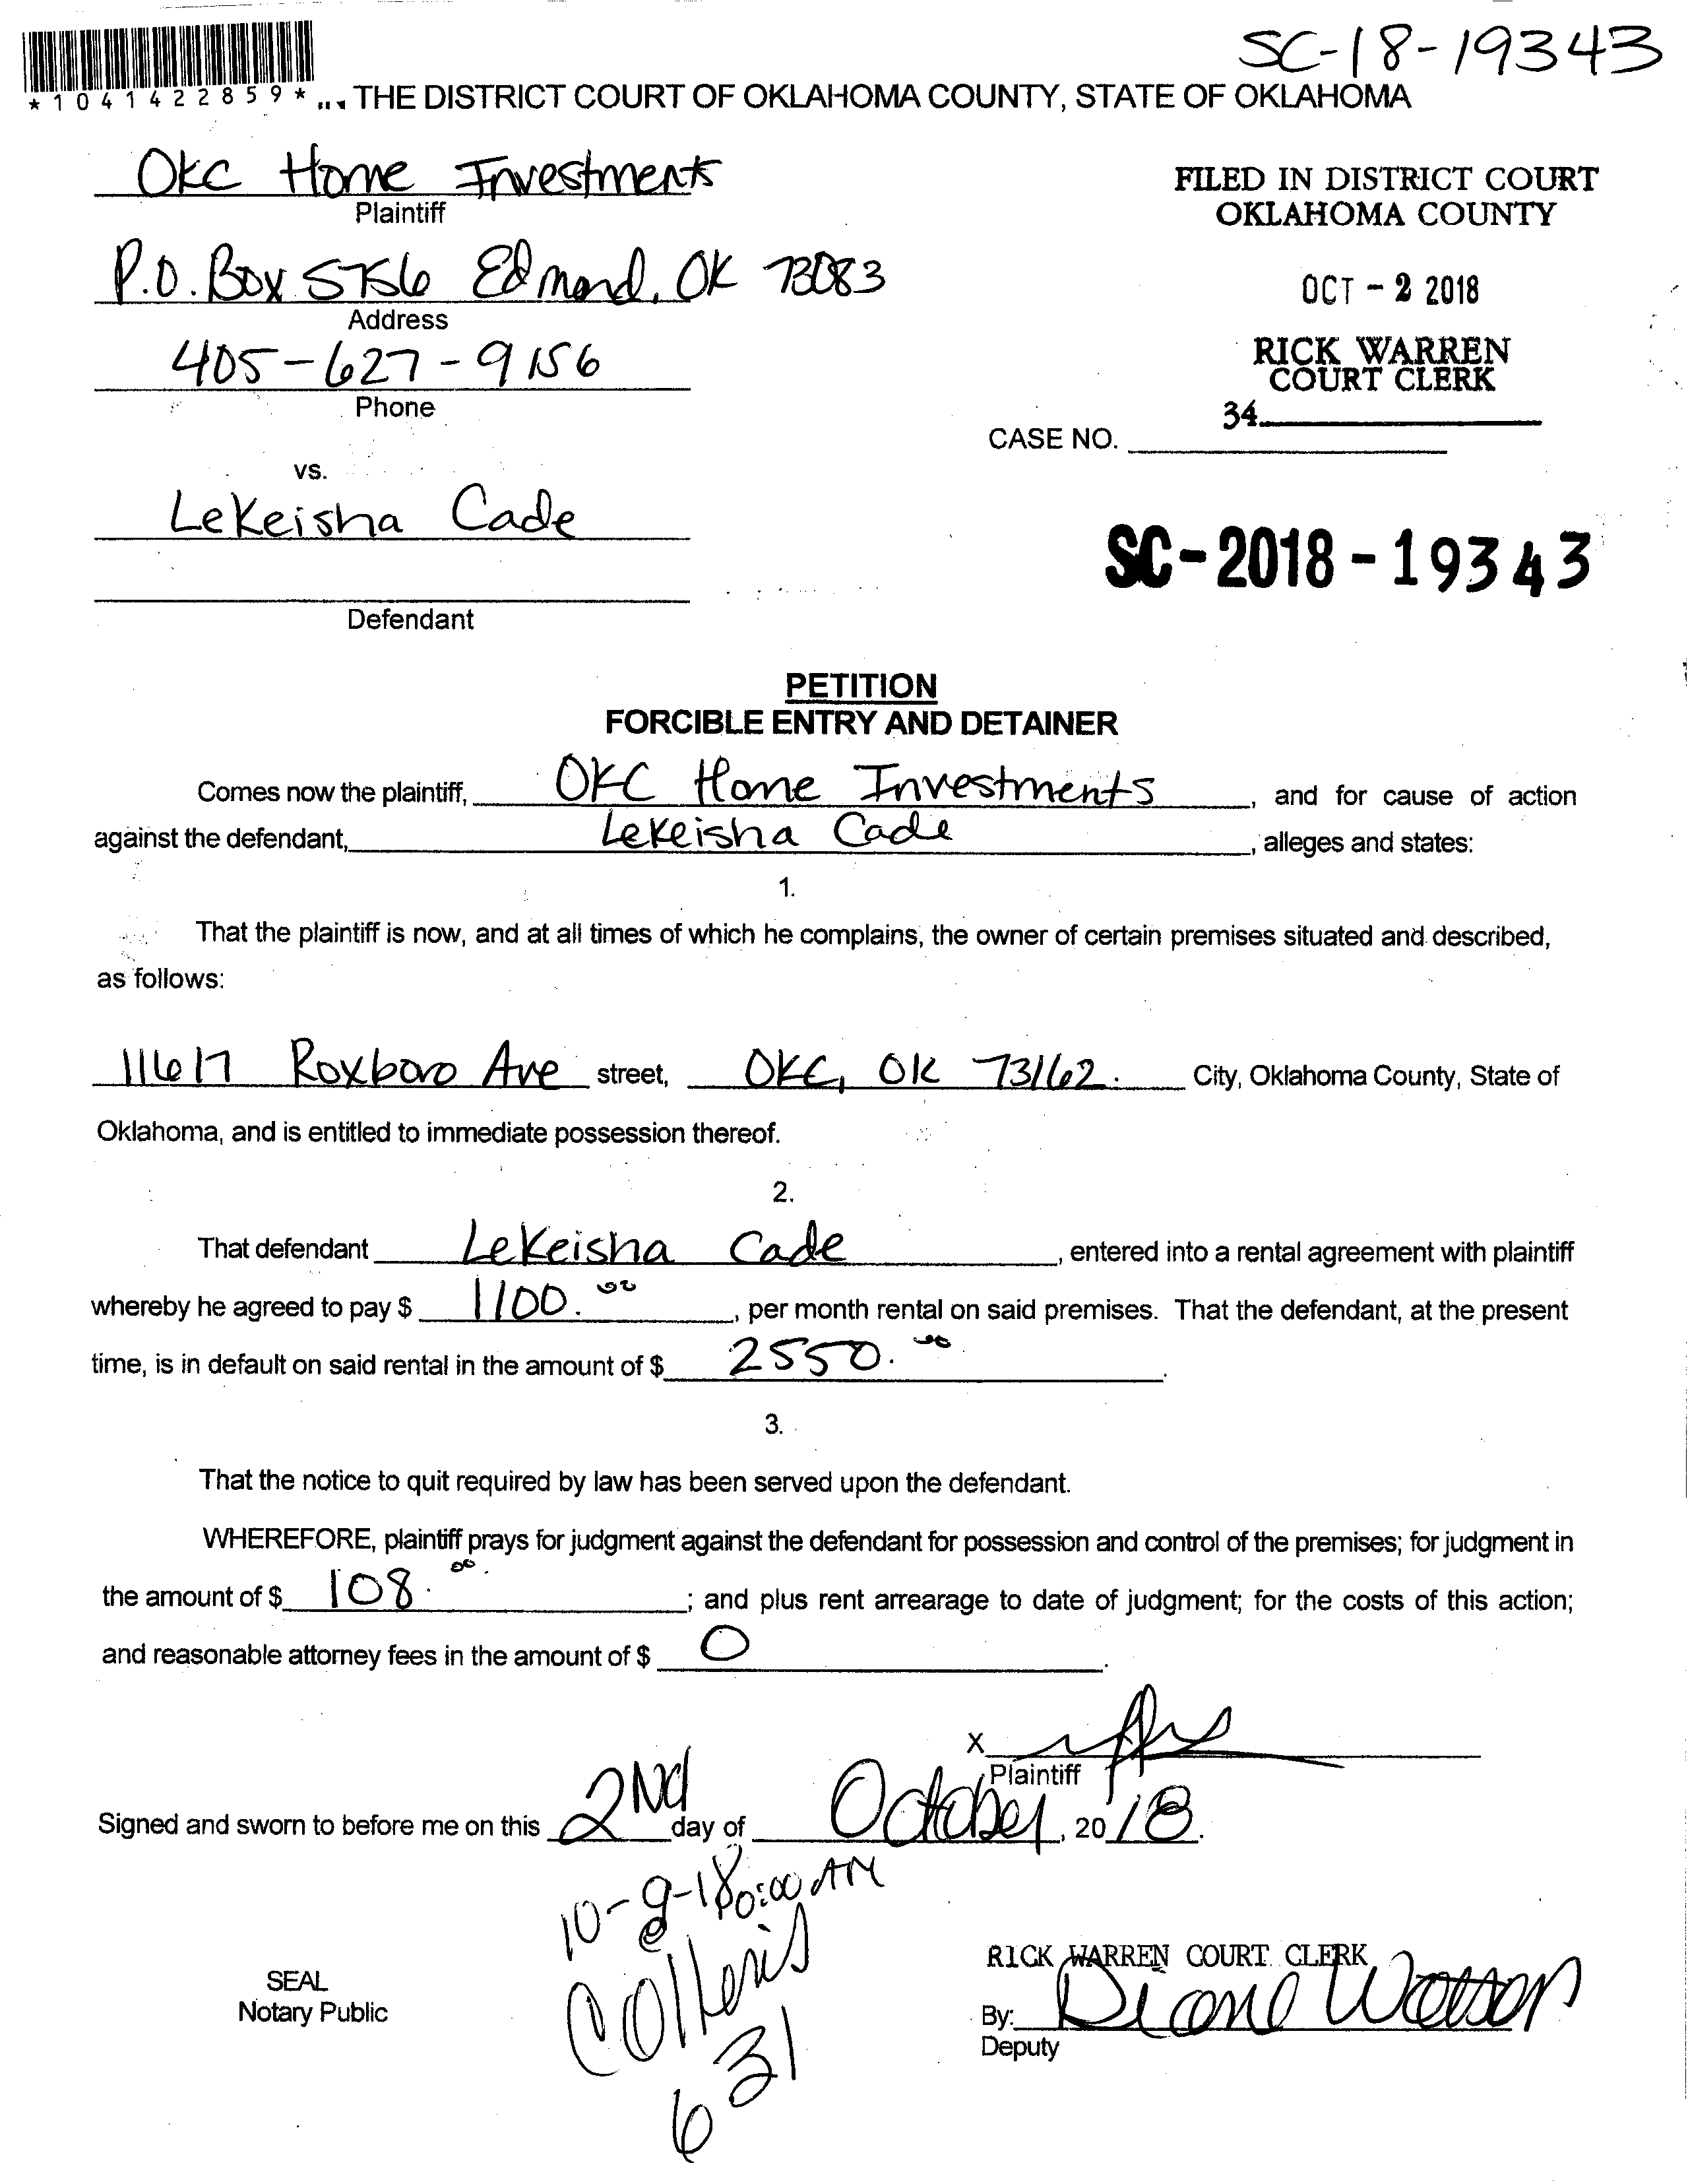 SC-18-19343
*1041422859*
THE DISTRICT COURT OF OKLAHOMA COUNTY, STATE OF OKLAHOMA
OKC Home Investments
Plaintiff
FILED IN DISTRICT COURT
OKLAHOMA COUNTY
P.O. Box 5756 Edmond, OK 73083
Address
OCT - 2 2018
405-627-9156
Phone
RICK WARREN
COURT CLERK
34
CASE NO.
vs.
LeKeisha Cade
SC-2018-19343
Defendant
PETITION
FORCIBLE ENTRY AND DETAINER
Comes now the plaintiff, OKC Home Investments, and for cause of action
against the defendant, LeKeisha Cade, alleges and states:
1.
That the plaintiff is now, and at all times of which he complains, the owner of certain premises situated and described,
as follows:
11617 Roxboro Ave street, OKC, OK 73162. City, Oklahoma County, State of
Oklahoma, and is entitled to immediate possession thereof.
2.
That defendant LeKeisha Cade, entered into a rental agreement with plaintiff
whereby he agreed to pay $ 1100.00, per month rental on said premises. That the defendant, at the present
time, is in default on said rental in the amount of $ 2550.00.
3.
That the notice to quit required by law has been served upon the defendant.
WHEREFORE, plaintiff prays for judgment against the defendant for possession and control of the premises; for judgment in
the amount of $ 108.00; and plus rent arrearage to date of judgment; for the costs of this action;
and reasonable attorney fees in the amount of $ 0.
X
Plaintiff
Signed and sworn to before me on this 2Nd day of October, 2018.
10-9-18
@ :00 AM
631
SEAL
Notary Public
RICK WARREN COURT CLERK
By: Diane Watson
Deputy